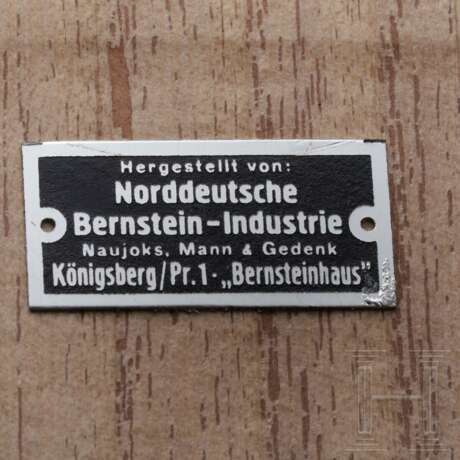 Hergestellt von:
Norddeutsche
Bernstein-Industrie
Naujoks, Mann & Gedenk
Königsberg/Pr.1-„Bernsteinhaus"